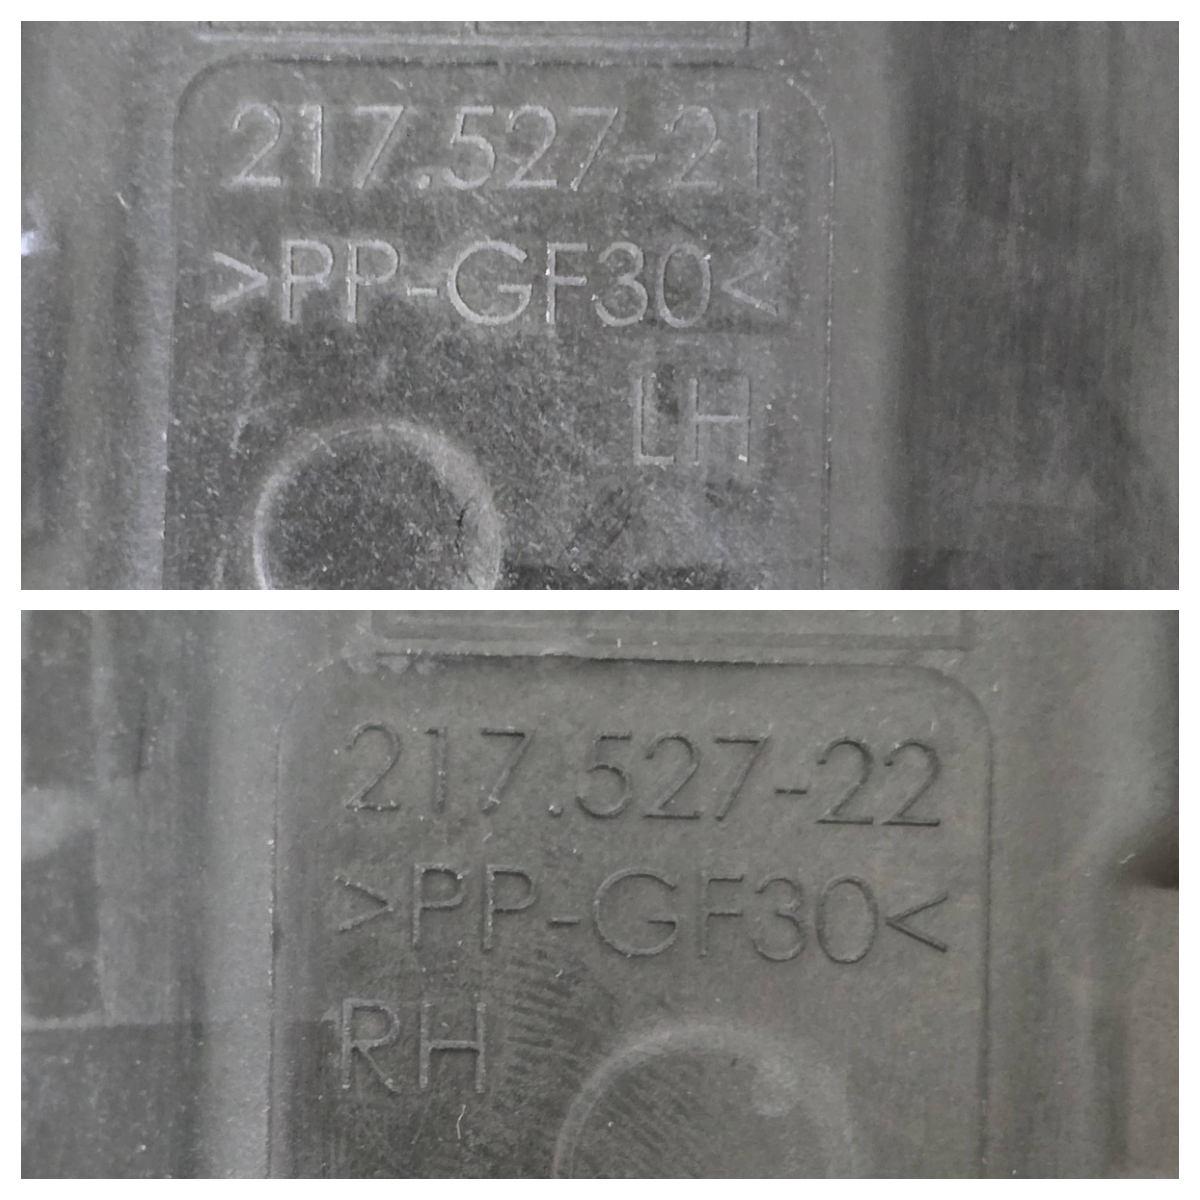 217.527-21
>PP-GF30<
LH
217.527-22
>PP-GF30<
RH